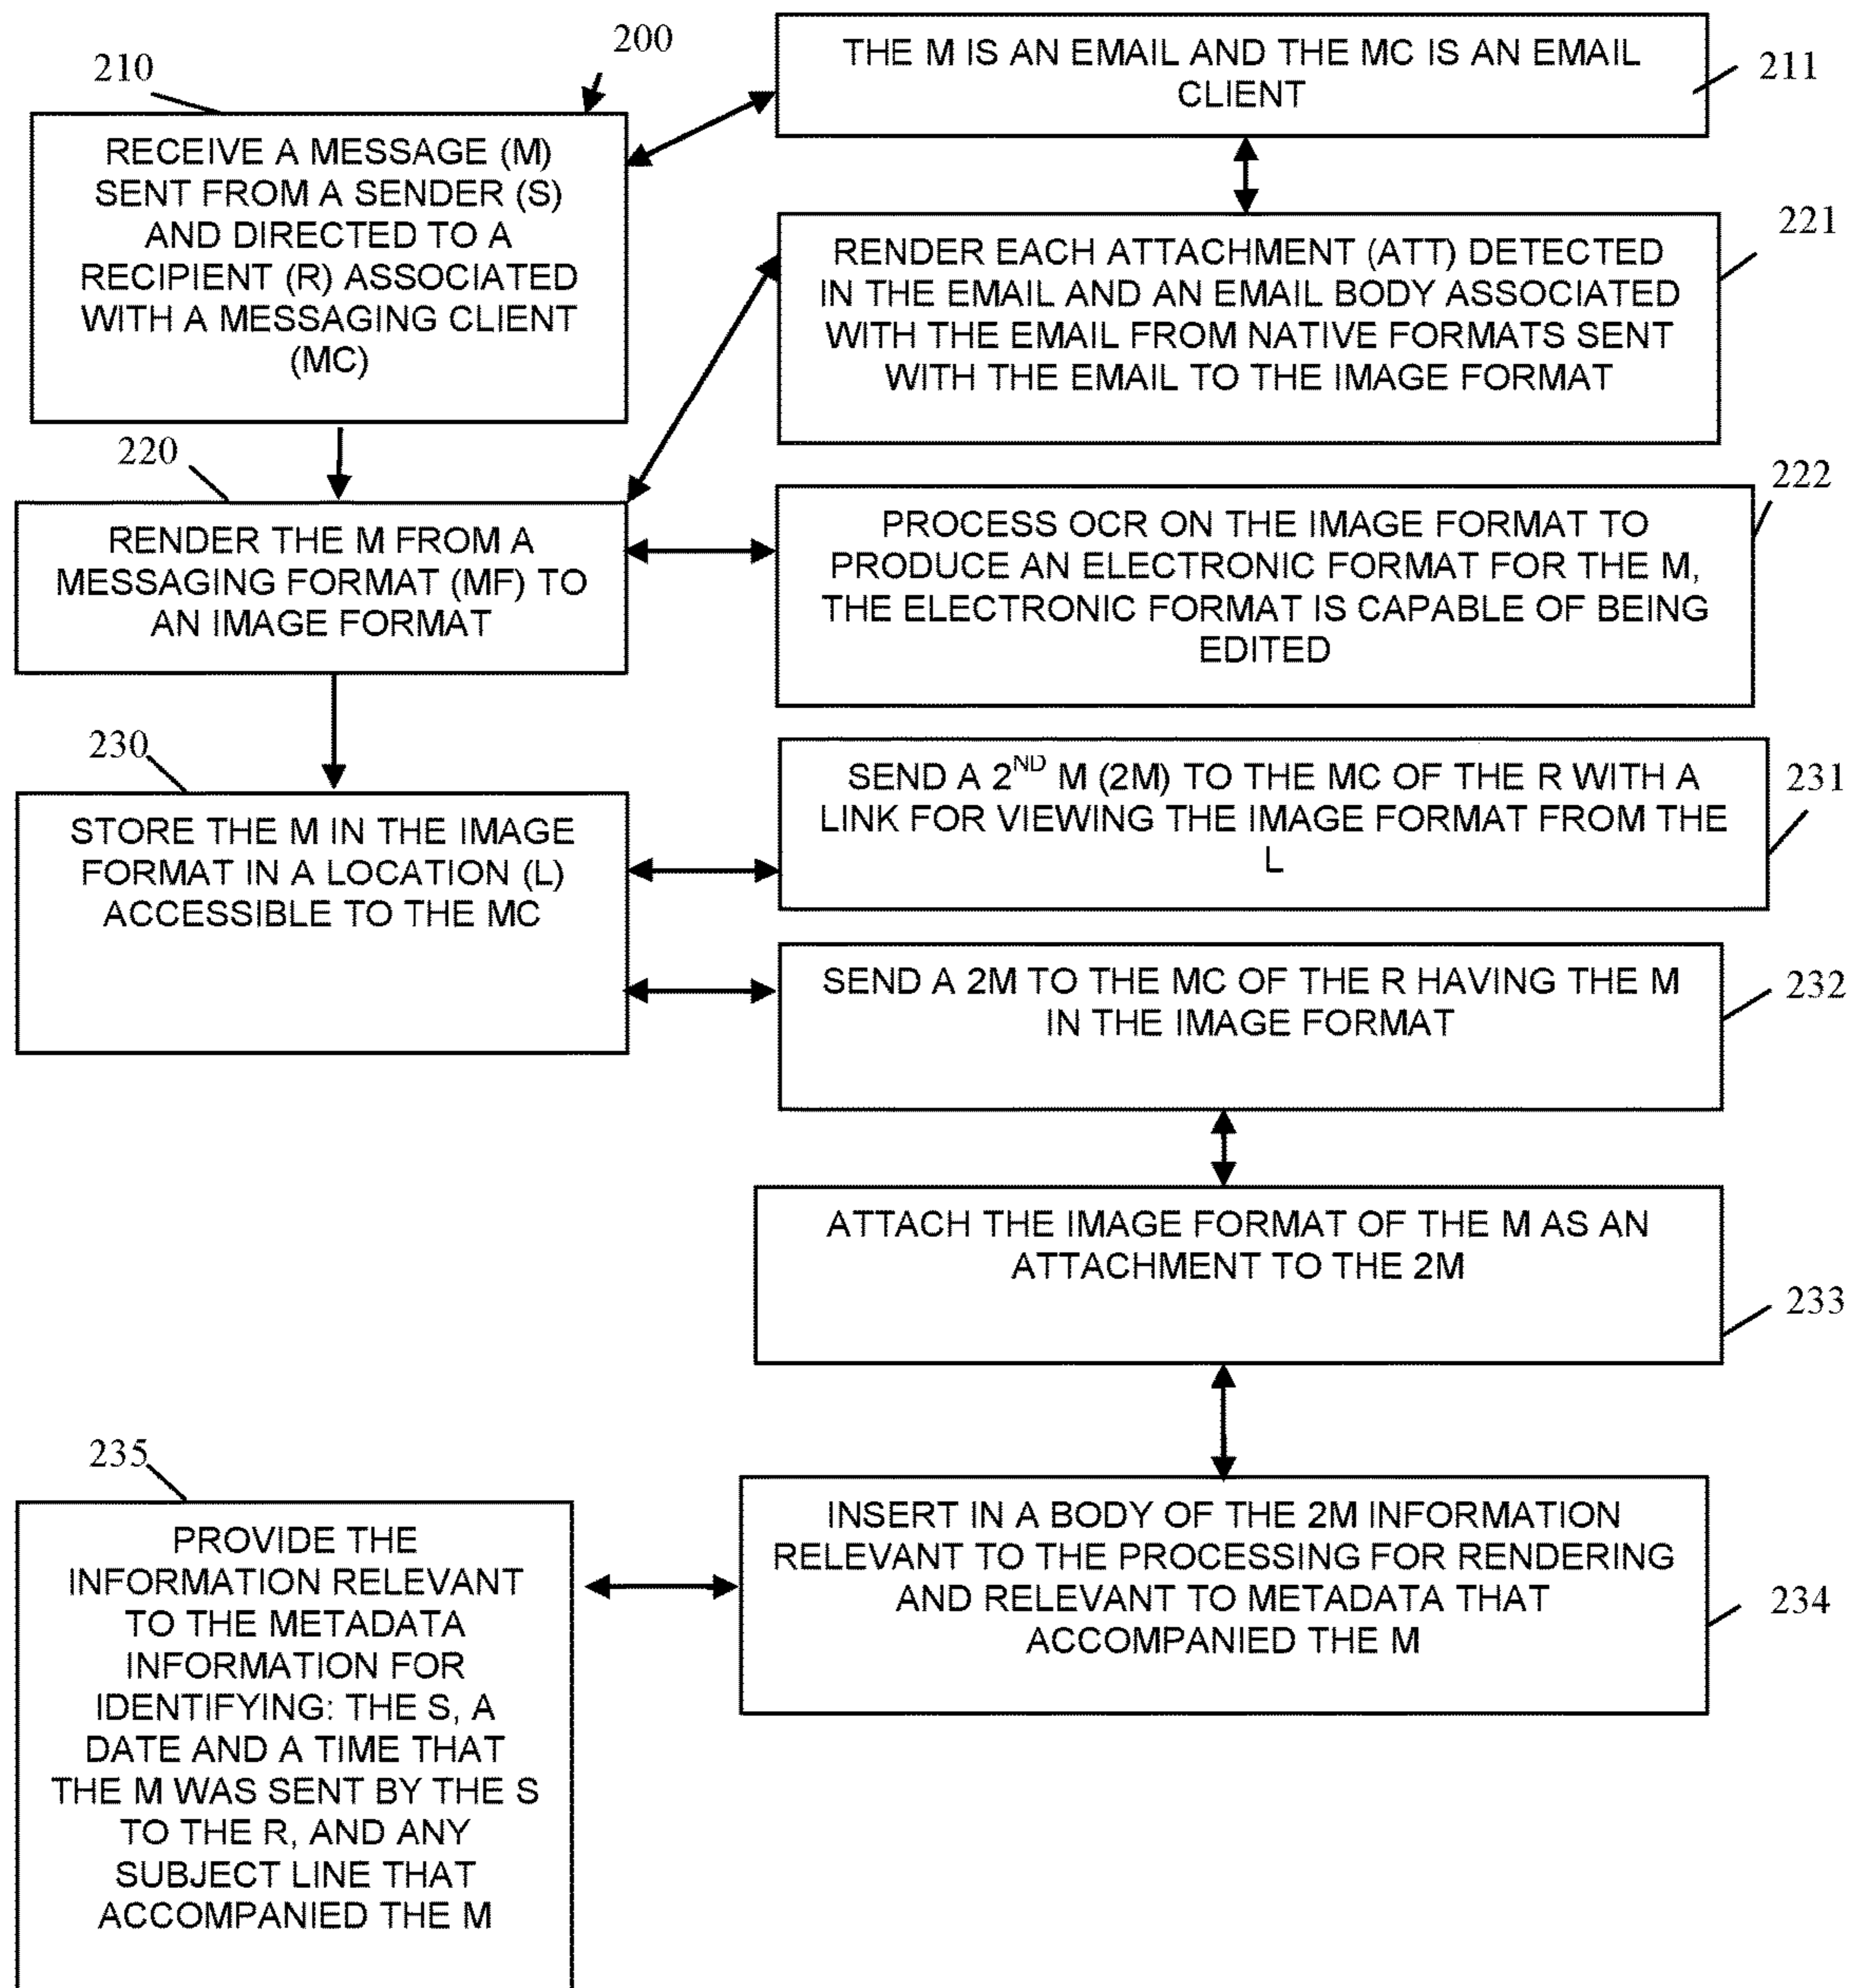 200
210
RECEIVE A MESSAGE (M)
SENT FROM A SENDER (S)
AND DIRECTED TO A
RECIPIENT (R) ASSOCIATED
WITH A MESSAGING CLIENT
(MC)
THE M IS AN EMAIL AND THE MC IS AN EMAIL
CLIENT
211
RENDER EACH ATTACHMENT (ATT) DETECTED
IN THE EMAIL AND AN EMAIL BODY ASSOCIATED
WITH THE EMAIL FROM NATIVE FORMATS SENT
WITH THE EMAIL TO THE IMAGE FORMAT
221
220
RENDER THE M FROM A
MESSAGING FORMAT (MF) TO
AN IMAGE FORMAT
PROCESS OCR ON THE IMAGE FORMAT TO
PRODUCE AN ELECTRONIC FORMAT FOR THE M,
THE ELECTRONIC FORMAT IS CAPABLE OF BEING
EDITED
222
230
STORE THE M IN THE IMAGE
FORMAT IN A LOCATION (L)
ACCESSIBLE TO THE MC
SEND A 2ND M (2M) TO THE MC OF THE R WITH A
LINK FOR VIEWING THE IMAGE FORMAT FROM THE
L
231
SEND A 2M TO THE MC OF THE R HAVING THE M
IN THE IMAGE FORMAT
232
ATTACH THE IMAGE FORMAT OF THE M AS AN
ATTACHMENT TO THE 2M
233
INSERT IN A BODY OF THE 2M INFORMATION
RELEVANT TO THE PROCESSING FOR RENDERING
AND RELEVANT TO METADATA THAT
ACCOMPANIED THE M
234
235
PROVIDE THE
INFORMATION RELEVANT
TO THE METADATA
INFORMATION FOR
IDENTIFYING: THE S, A
DATE AND A TIME THAT
THE M WAS SENT BY THE S
TO THE R, AND ANY
SUBJECT LINE THAT
ACCOMPANIED THE M